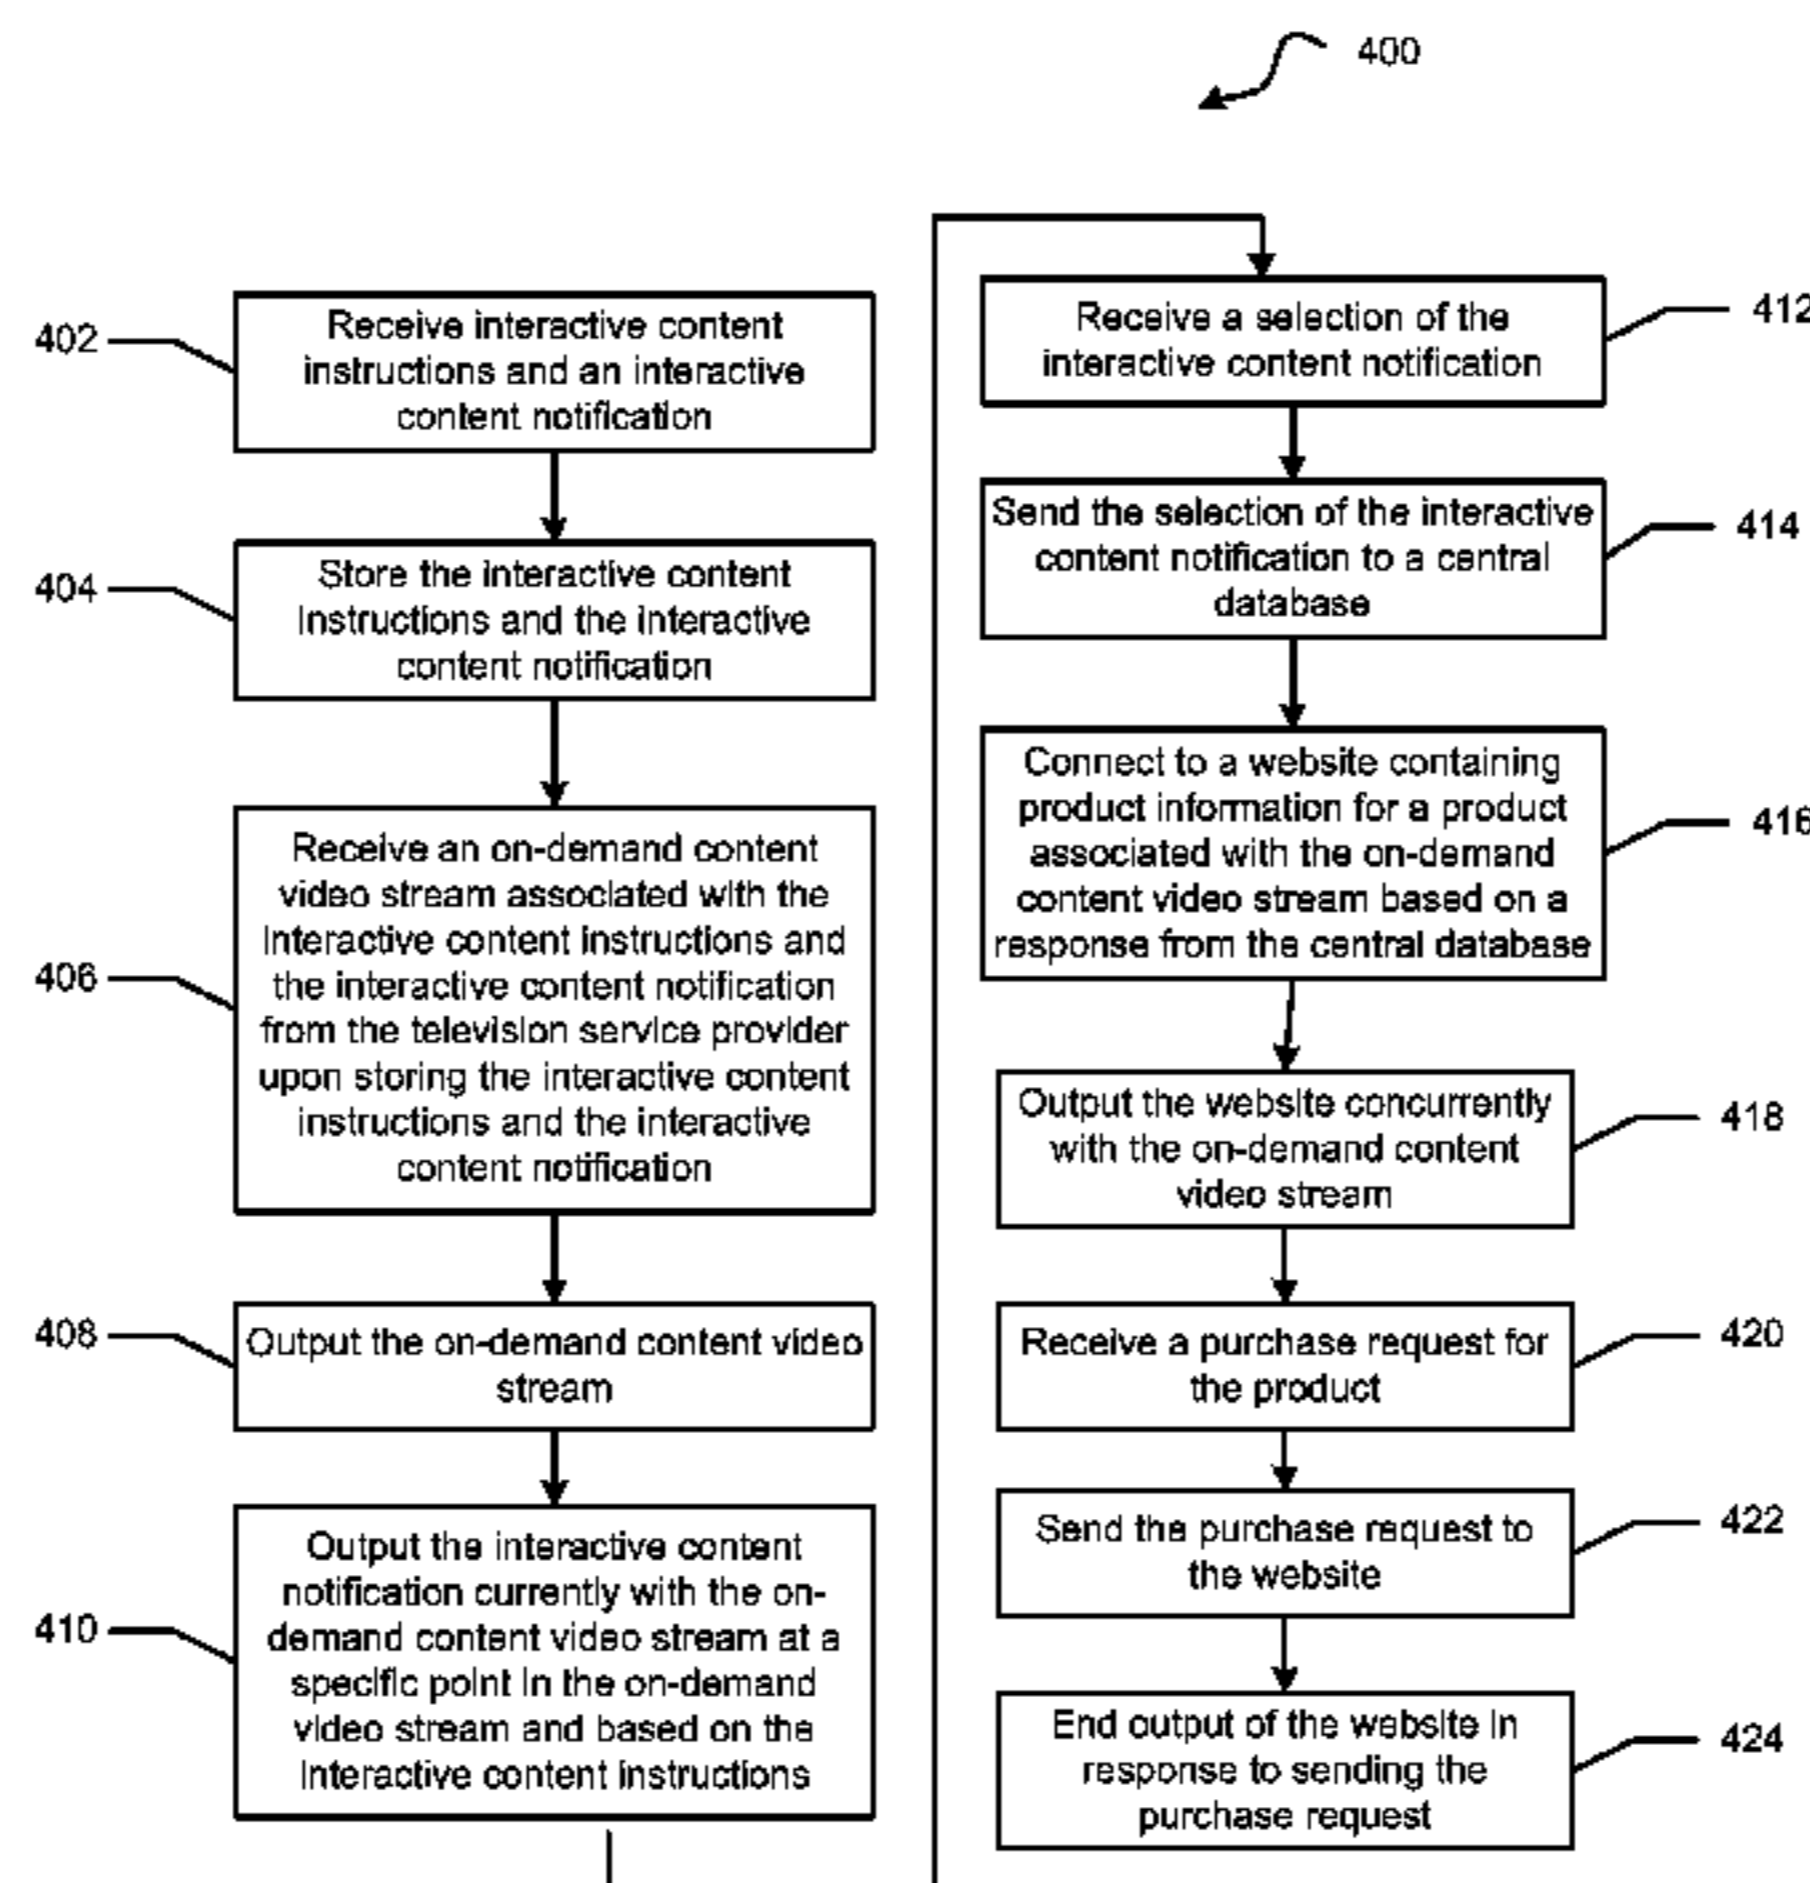 400
402
Receive interactive content
instructions and an interactive
content notification
404
Store the interactive content
instructions and the interactive
content notification
406
Receive an on-demand content
video stream associated with the
interactive content instructions and
the interactive content notification
from the television service provider
upon storing the interactive content
instructions and the interactive
content notification
408
Output the on-demand content video
stream
410
Output the interactive content
notification currently with the on-
demand content video stream at a
specific point in the on-demand
video stream and based on the
interactive content instructions
412
Receive a selection of the
interactive content notification
414
Send the selection of the interactive
content notification to a central
database
416
Connect to a website containing
product information for a product
associated with the on-demand
content video stream based on a
response from the central database
418
Output the website concurrently
with the on-demand content
video stream
420
Receive a purchase request for
the product
422
Send the purchase request to
the website
424
End output of the website in
response to sending the
purchase request